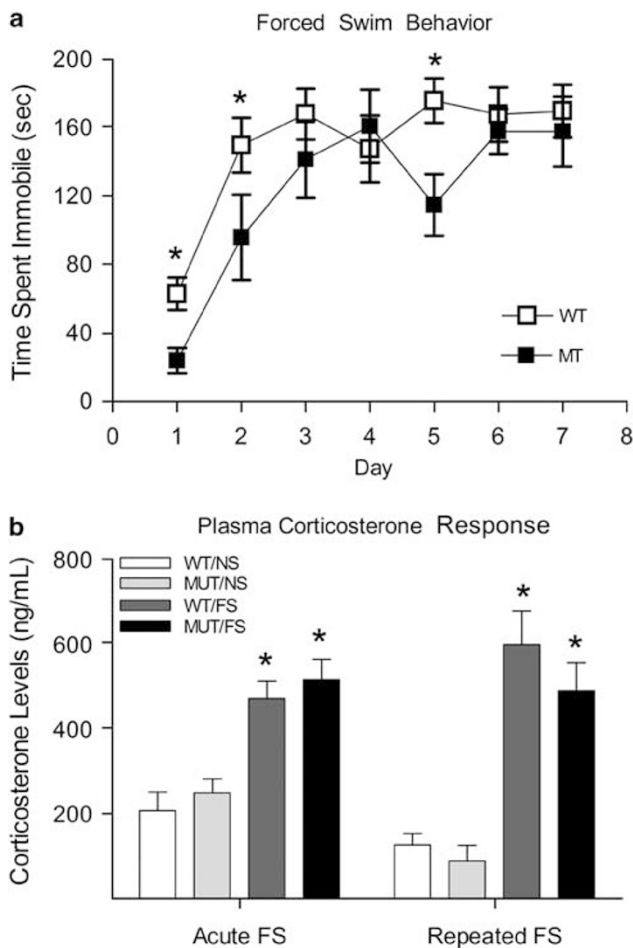 a
Forced Swim Behavior
200
160
120
80
40
0
Time Spent Immobile (sec)
*
*
*
WT
MT
0 1 2 3 4 5 6 7 8
Day
b
Plasma Corticosterone Response
800
600
400
200
Corticosterone Levels (ng/mL)
WT/NS
MUT/NS
WT/FS
MUT/FS
*
*
*
*
Acute FS Repeated FS